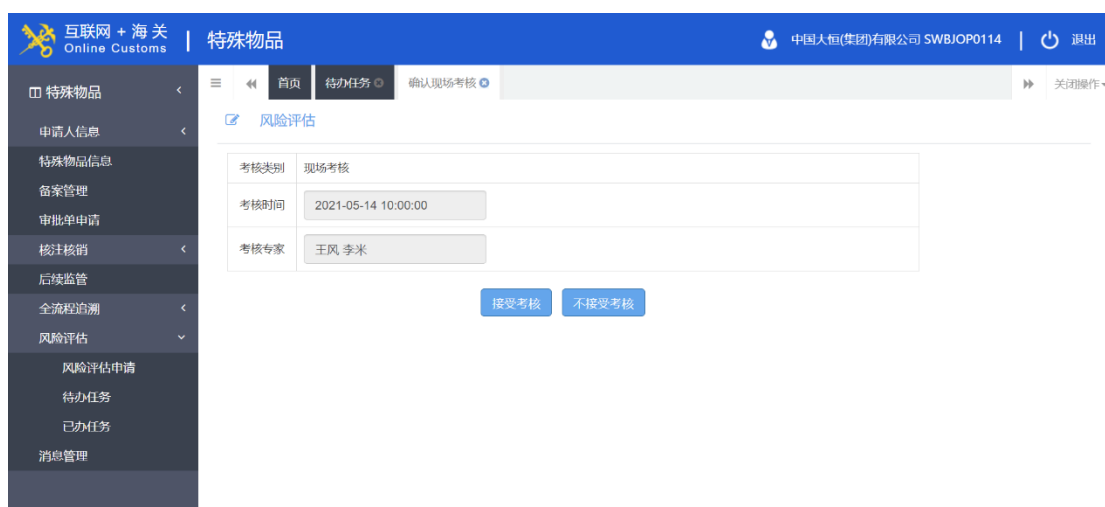 互联网 + 海关
Online Customs
特殊物品
中国大恒(集团)有限公司 SWBJOP0114
退出
特殊物品
首页
待办任务
确认现场考核
关闭操作
申请人信息
风险评估
特殊物品信息
备案管理
审批单申请
核注核销
后续监管
全流程追溯
风险评估
风险评估申请
待办任务
已办任务
消息管理
考核类别 现场考核
考核时间 2021-05-14 10:00:00
考核专家 王风 李米
接受考核 不接受考核